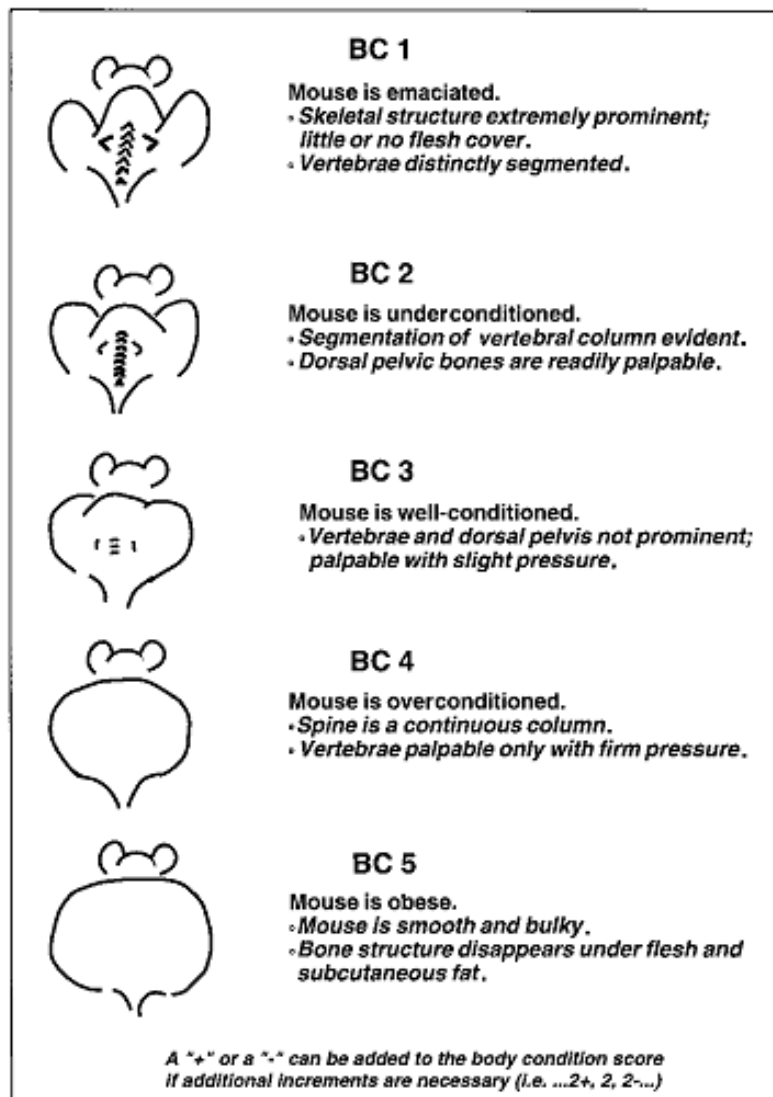 BC 1
Mouse is emaciated.
• Skeletal structure extremely prominent;
little or no flesh cover.
• Vertebrae distinctly segmented.
BC 2
Mouse is underconditioned.
• Segmentation of vertebral column evident.
• Dorsal pelvic bones are readily palpable.
BC 3
Mouse is well-conditioned.
• Vertebrae and dorsal pelvis not prominent;
palpable with slight pressure.
BC 4
Mouse is overconditioned.
• Spine is a continuous column.
• Vertebrae palpable only with firm pressure.
BC 5
Mouse is obese.
• Mouse is smooth and bulky.
• Bone structure disappears under flesh and
subcutaneous fat.
A "+" or a "-" can be added to the body condition score
if additional increments are necessary (i.e. ...2+, 2, 2-...)